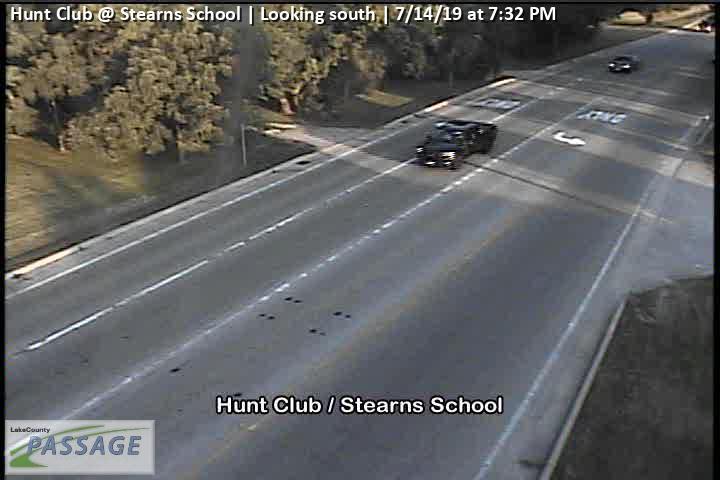 Hunt Club @ Stearns School | Looking south | 7/14/19 at 7:32 PM
ONLY
Hunt Club / Stearns School
LakeCounty
PASSAGE